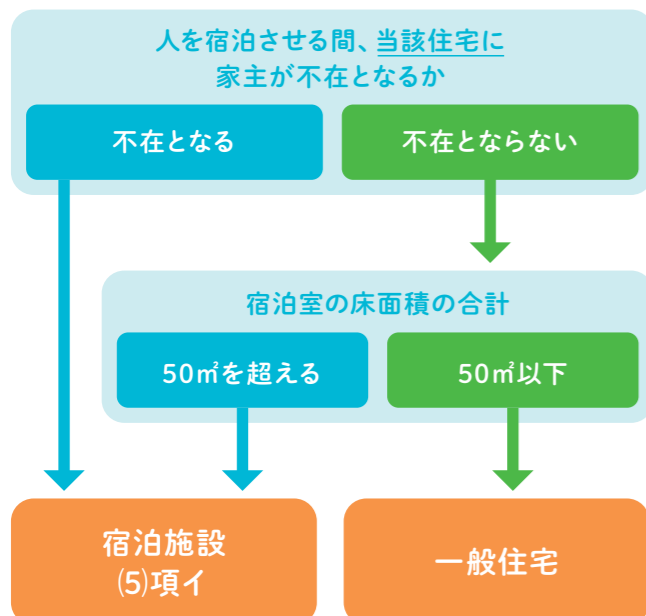 人を宿泊させる間、当該住宅に
家主が不在となるか
不在となる
不在とならない
宿泊室の床面積の合計
50㎡を超える
50㎡以下
宿泊施設
(5)項イ
一般住宅